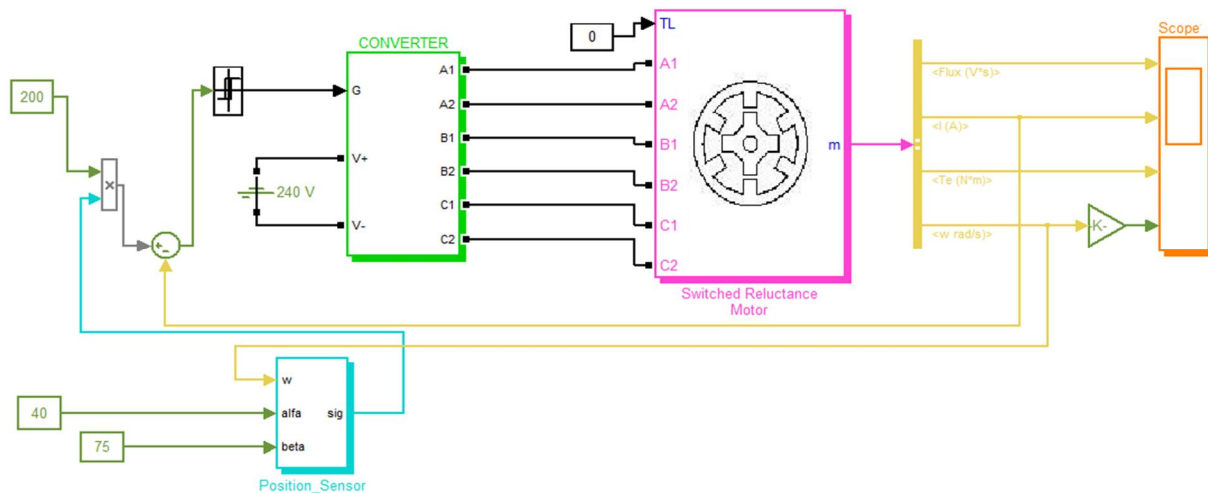 Scope
CONVERTER
0
TL
A1
A1
<Flux (V*s)>
200
G
A2
A2
<I (A)>
B1
B1
m
V+
240 V
B2
B2
<Te (N*m)>
×
C1
C1
V-
C2
<w rad/s)>
-K-
C2
+
-
Switched Reluctance
Motor
w
40
alfa
sig
75
beta
Position_Sensor